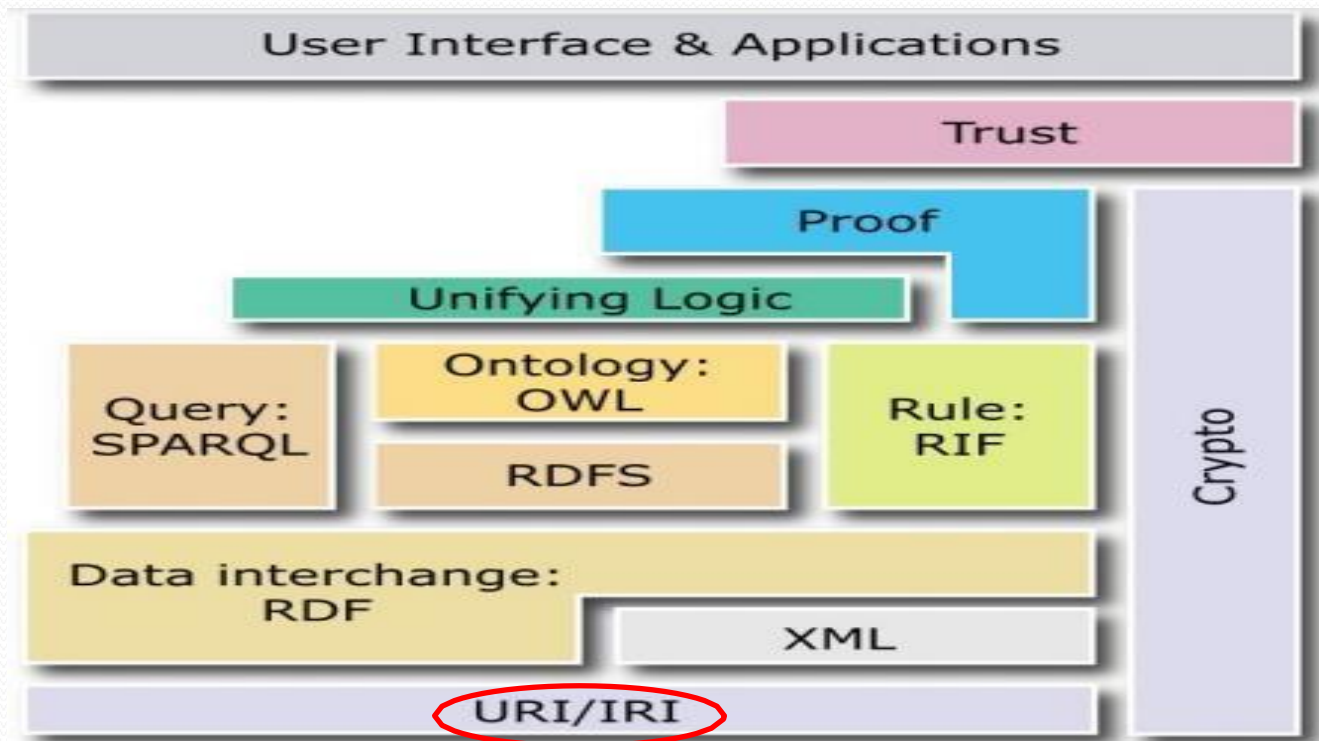 User Interface & Applications
Trust
Proof
Unifying Logic
Query:
SPARQL
Ontology:
OWL
RDFS
Rule:
RIF
Crypto
Data interchange:
RDF
XML
URI/IRI